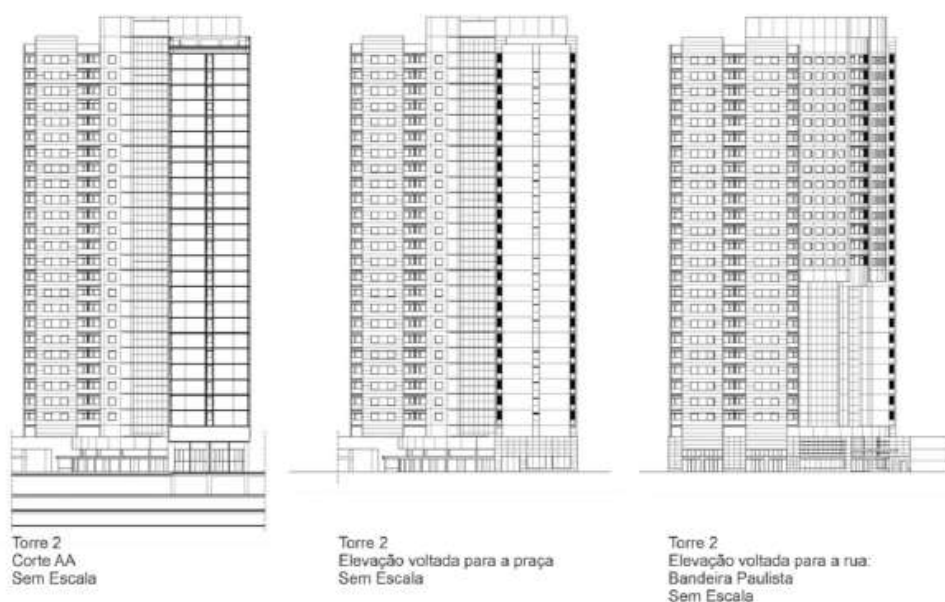 Torre 2
Corte AA
Sem Escala
Torre 2
Elevação voltada para a praça
Sem Escala
Torre 2
Elevação voltada para a rua:
Bandeira Paulista
Sem Escala